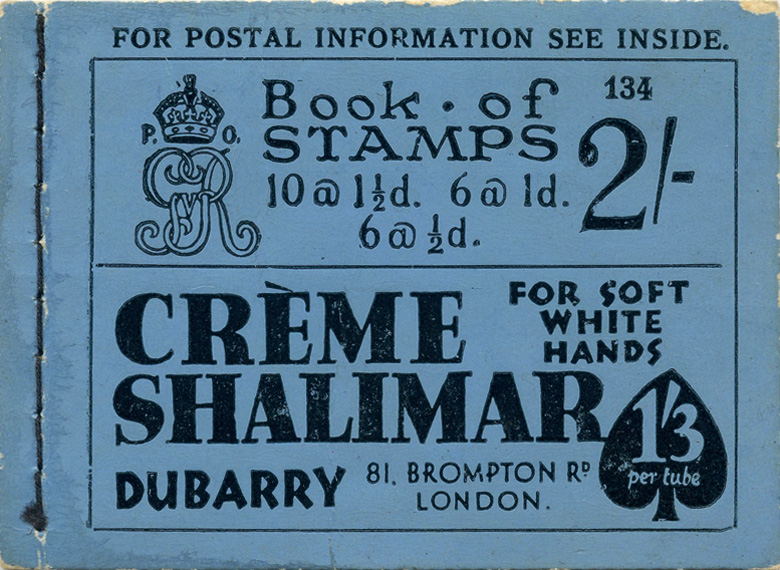 FOR POSTAL INFORMATION SEE INSIDE.
P. O.
GRV
Book · of
STAMPS
10 @ 1½d. 6 @ 1d.
6 @ ½d.
134
2/-
CRÈME
SHALIMAR
FOR SOFT
WHITE
HANDS
1/3
per tube
DUBARRY
81, BROMPTON RD
LONDON.